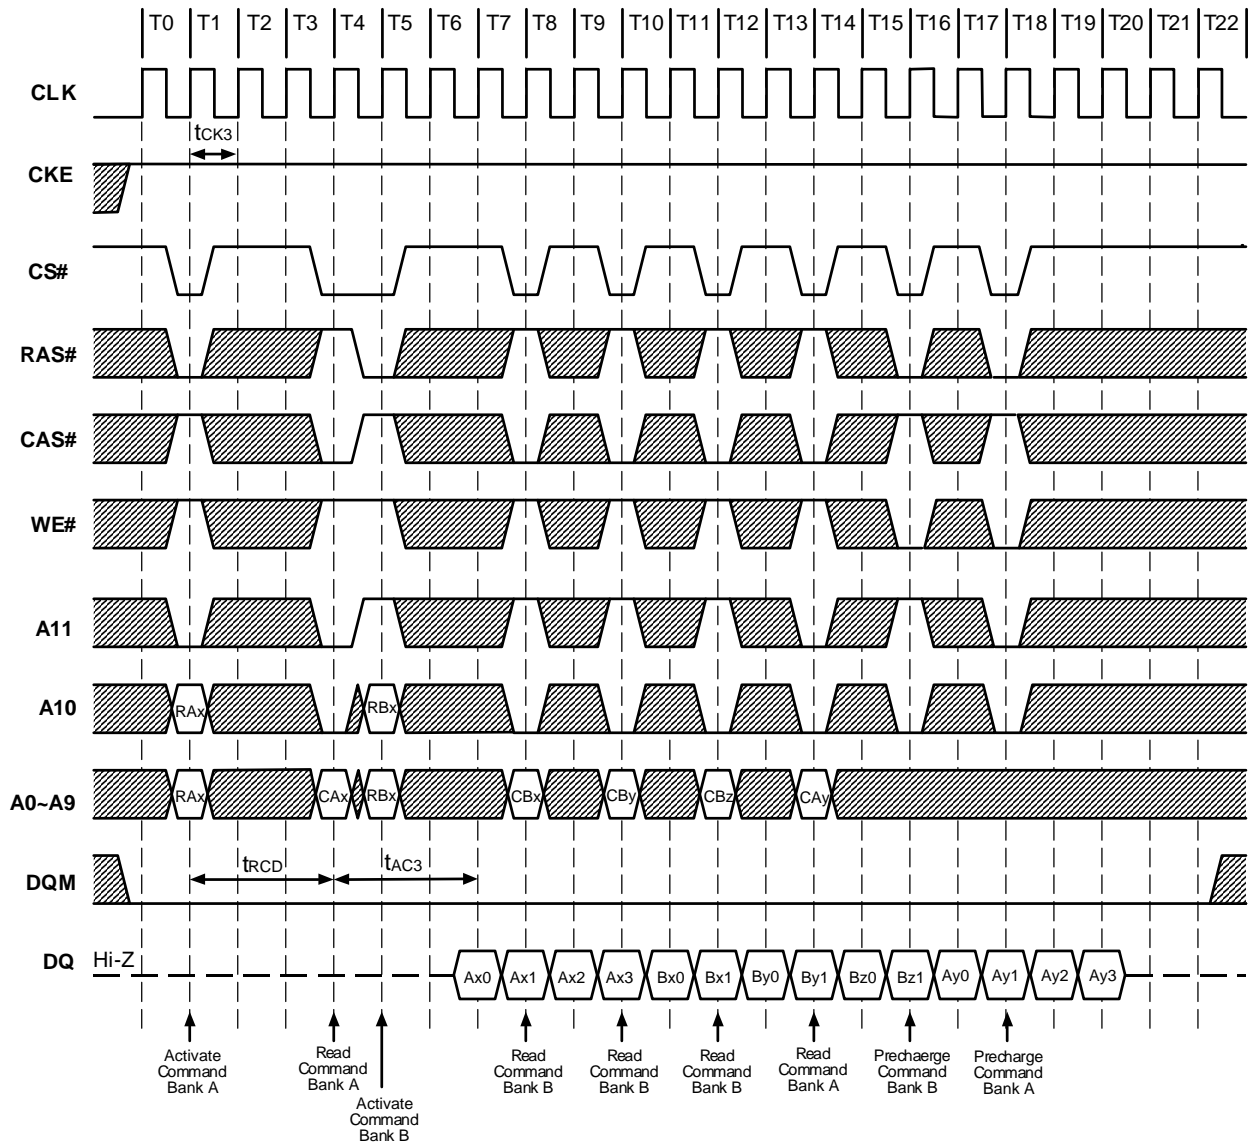 T0 T1 T2 T3 T4 T5 T6 T7 T8 T9 T10 T11 T12 T13 T14 T15 T16 T17 T18 T19 T20 T21 T22
CLK
tCK3
CKE
CS#
RAS#
CAS#
WE#
A11
A10
RAx RBx
A0~A9
RAx CAx RBx CBx CBy CBz CAy
tRCD tAC3
DQM
DQ Hi-Z
Ax0 Ax1 Ax2 Ax3 Bx0 Bx1 By0 By1 Bz0 Bz1 Ay0 Ay1 Ay2 Ay3
Activate
Command
Bank A
Read
Command
Bank A
Activate
Command
Bank B
Read
Command
Bank B
Read
Command
Bank B
Read
Command
Bank B
Read
Command
Bank A
Prechaerge
Command
Bank B
Precharge
Command
Bank A